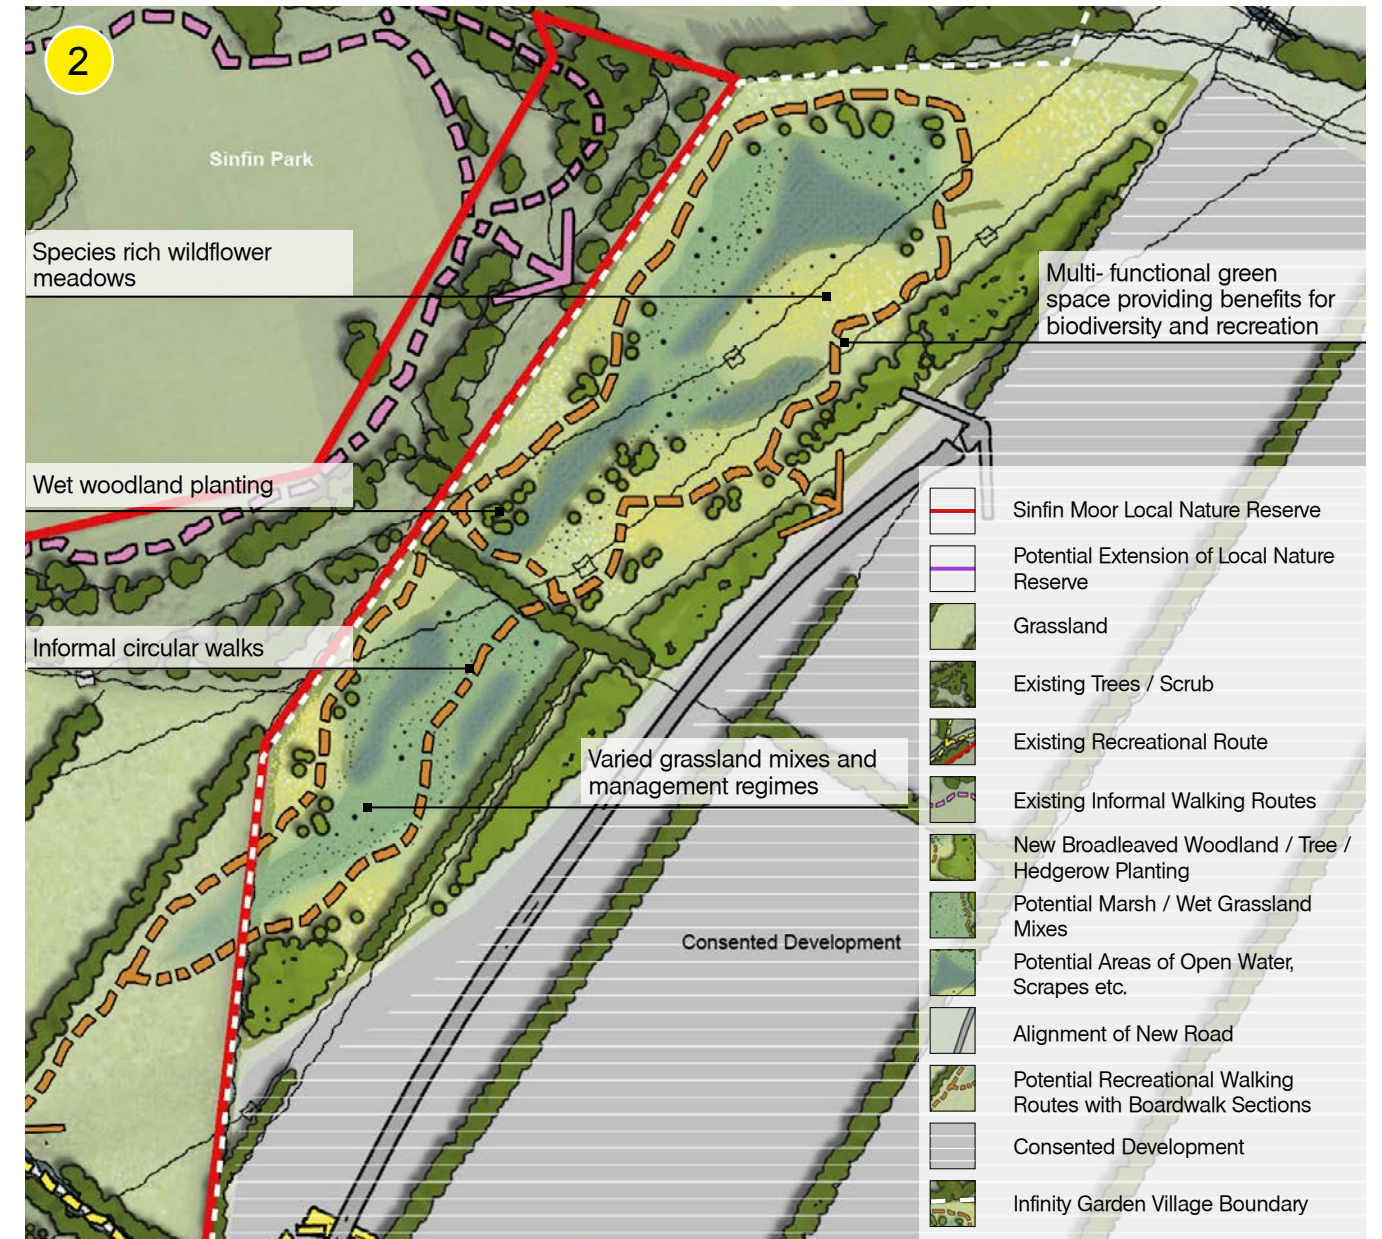 2
Sinfin Park
Species rich wildflower
meadows
Multi- functional green
space providing benefits for
biodiversity and recreation
Wet woodland planting
Informal circular walks
Varied grassland mixes and
management regimes
Consented Development
Sinfin Moor Local Nature Reserve
Potential Extension of Local Nature
Reserve
Grassland
Existing Trees / Scrub
Existing Recreational Route
Existing Informal Walking Routes
New Broadleaved Woodland / Tree /
Hedgerow Planting
Potential Marsh / Wet Grassland
Mixes
Potential Areas of Open Water,
Scrapes etc.
Alignment of New Road
Potential Recreational Walking
Routes with Boardwalk Sections
Consented Development
Infinity Garden Village Boundary